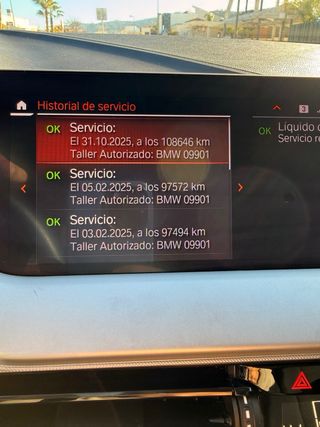 Historial de servicio
3
OK Servicio:
El 31.10.2025, a los 108646 km
Taller Autorizado: BMW 09901
OK Líquido
Servicio
OK Servicio:
El 05.02.2025, a los 97572 km
Taller Autorizado: BMW 09901
OK Servicio:
El 03.02.2025, a los 97494 km
Taller Autorizado: BMW 09901